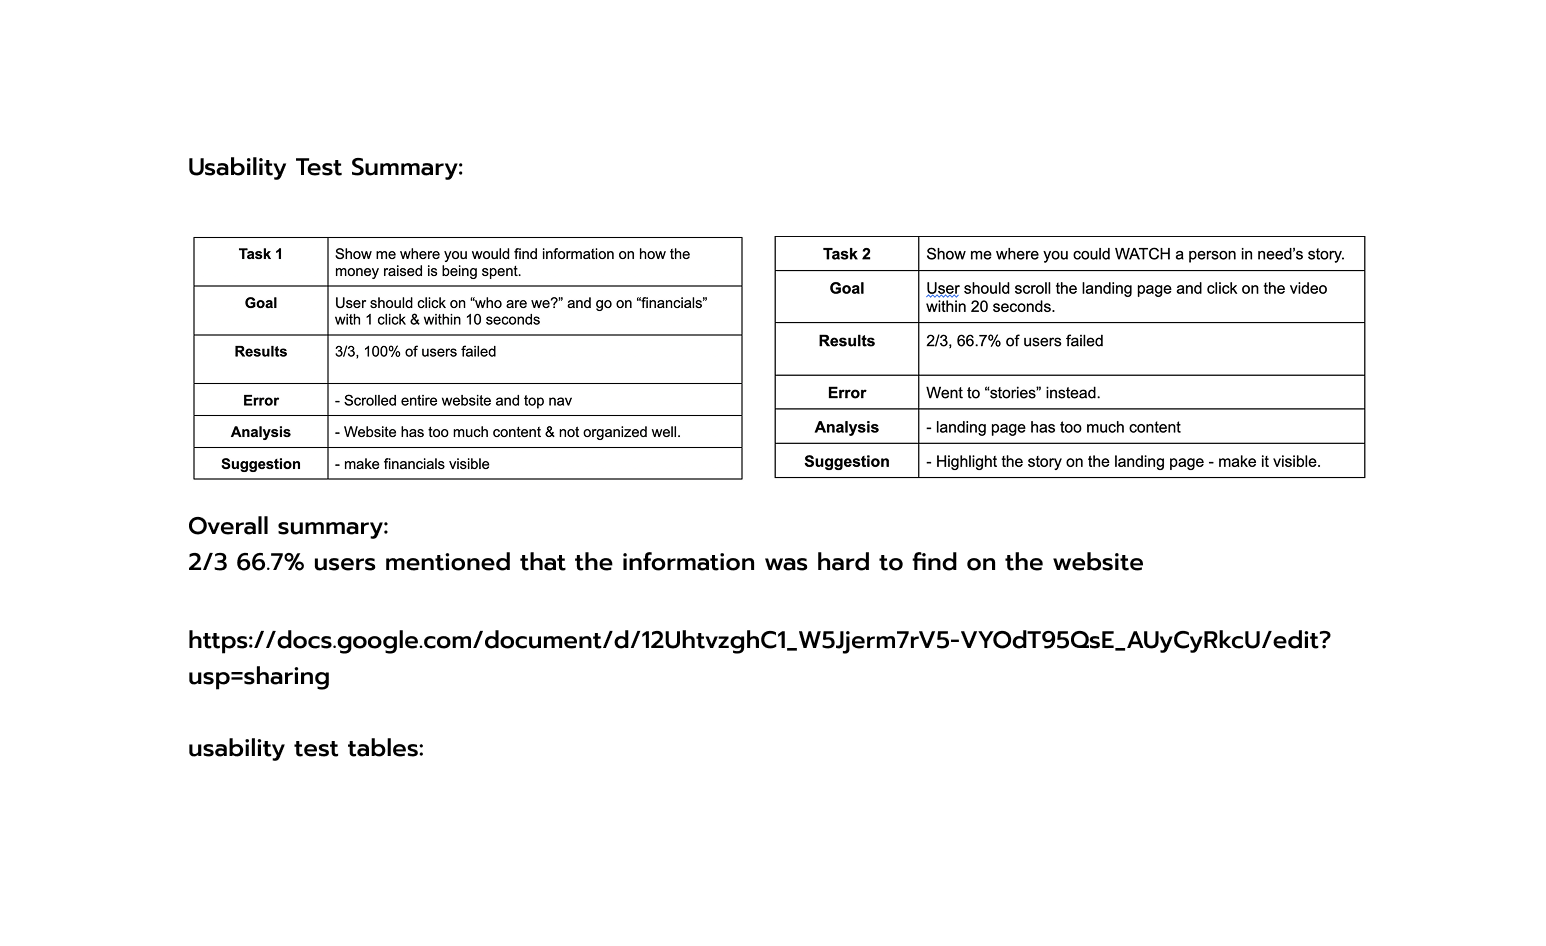 Usability Test Summary:
Task 1
Show me where you would find information on how the
money raised is being spent.
Goal
User should click on “who are we?” and go on “financials”
with 1 click & within 10 seconds
Results
3/3, 100% of users failed
Error
- Scrolled entire website and top nav
Analysis
- Website has too much content & not organized well.
Suggestion
- make financials visible
Task 2
Show me where you could WATCH a person in need’s story.
Goal
User should scroll the landing page and click on the video
within 20 seconds.
Results
2/3, 66.7% of users failed
Error
Went to “stories” instead.
Analysis
- landing page has too much content
Suggestion
- Highlight the story on the landing page - make it visible.
Overall summary:
2/3 66.7% users mentioned that the information was hard to find on the website
https://docs.google.com/document/d/12UhtvzghC1_W5Jjerm7rV5-VYOdT95QsE_AUyCyRkcU/edit?
usp=sharing
usability test tables: